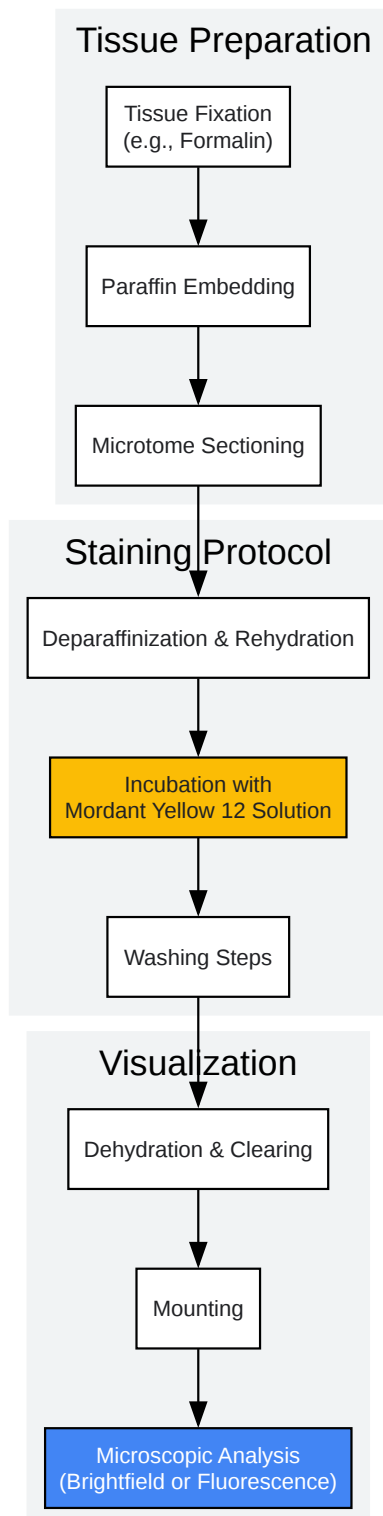 Tissue Preparation
Tissue Fixation
(e.g., Formalin)
Paraffin Embedding
Microtome Sectioning
Staining Protocol
Deparaffinization & Rehydration
Incubation with
Mordant Yellow 12 Solution
Washing Steps
Visualization
Dehydration & Clearing
Mounting
Microscopic Analysis
(Brightfield or Fluorescence)